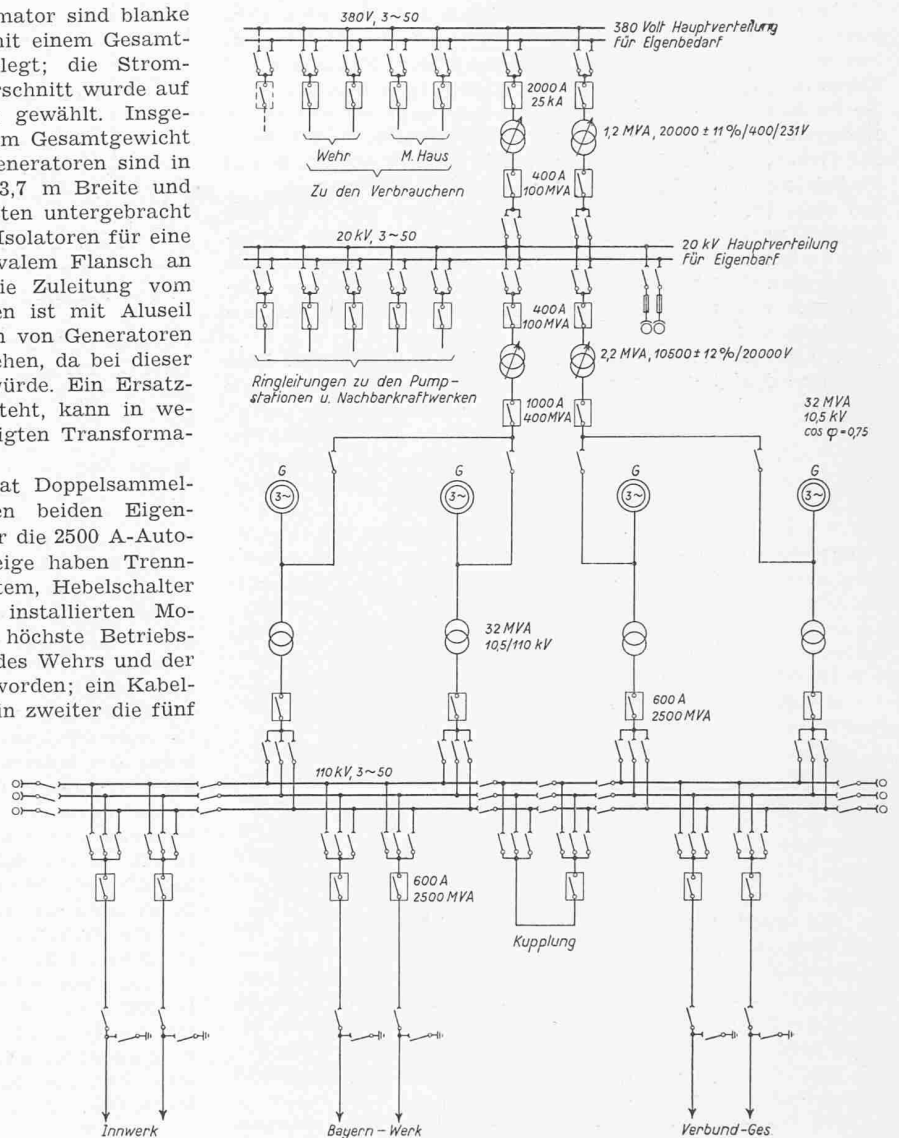 mator sind blanke
mit einem Gesamt-
legt; die Strom-
erschnitt wurde auf
gewählt. Insge-
m Gesamtgewicht
eneratoren sind in
3,7 m Breite und
ten untergebracht
Isolatoren für eine
valem Flansch an
ie Zuleitung vom
en ist mit Aluseil
n von Generatoren
ehen, da bei dieser
würde. Ein Ersatz-
steht, kann in we-
igten Transforma-
at Doppelsammel-
en beiden Eigen-
r die 2500 A-Auto-
eige haben Trenn-
tem, Hebelschalter
installierten Mo-
höchste Betriebs-
des Wehrs und der
worden; ein Kabel-
in zweiter die fünf
380V, 3~50
380 Volt Hauptverteilung
für Eigenbedarf
2000 A
25 kA
1,2 MVA, 20000 ± 11%/400/231V
Wehr
M. Haus
Zu den Verbrauchern
400 A
100 MVA
20 kV, 3~50
20 kV Hauptverteilung
für Eigenbarf
400 A
100 MVA
2,2 MVA, 10500 ± 12%/20000V
Ringleitungen zu den Pump-
stationen u. Nachbarkraftwerken
1000 A
400 MVA
32 MVA
10,5 kV
cos φ = 0,75
G
3~
G
3~
G
3~
G
3~
32 MVA
10,5/110 kV
600 A
2500 MVA
110 kV, 3~50
600 A
2500 MVA
Kupplung
Innwerk
Bayern-Werk
Verbund-Ges.